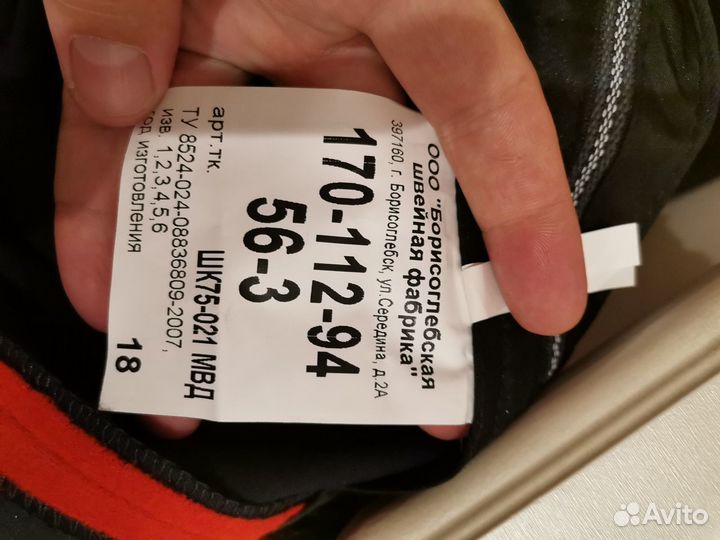 ООО "Борисоглебская
швейная фабрика"
397160, г. Борисоглебск, ул.Середина, д.2А
170-112-94
56-3
арт.тк. ШК75-021 МВД
ТУ 8524-024-08836809-2007,
изв. 1,2,3,4,5,6
год изготовления 18
Avito